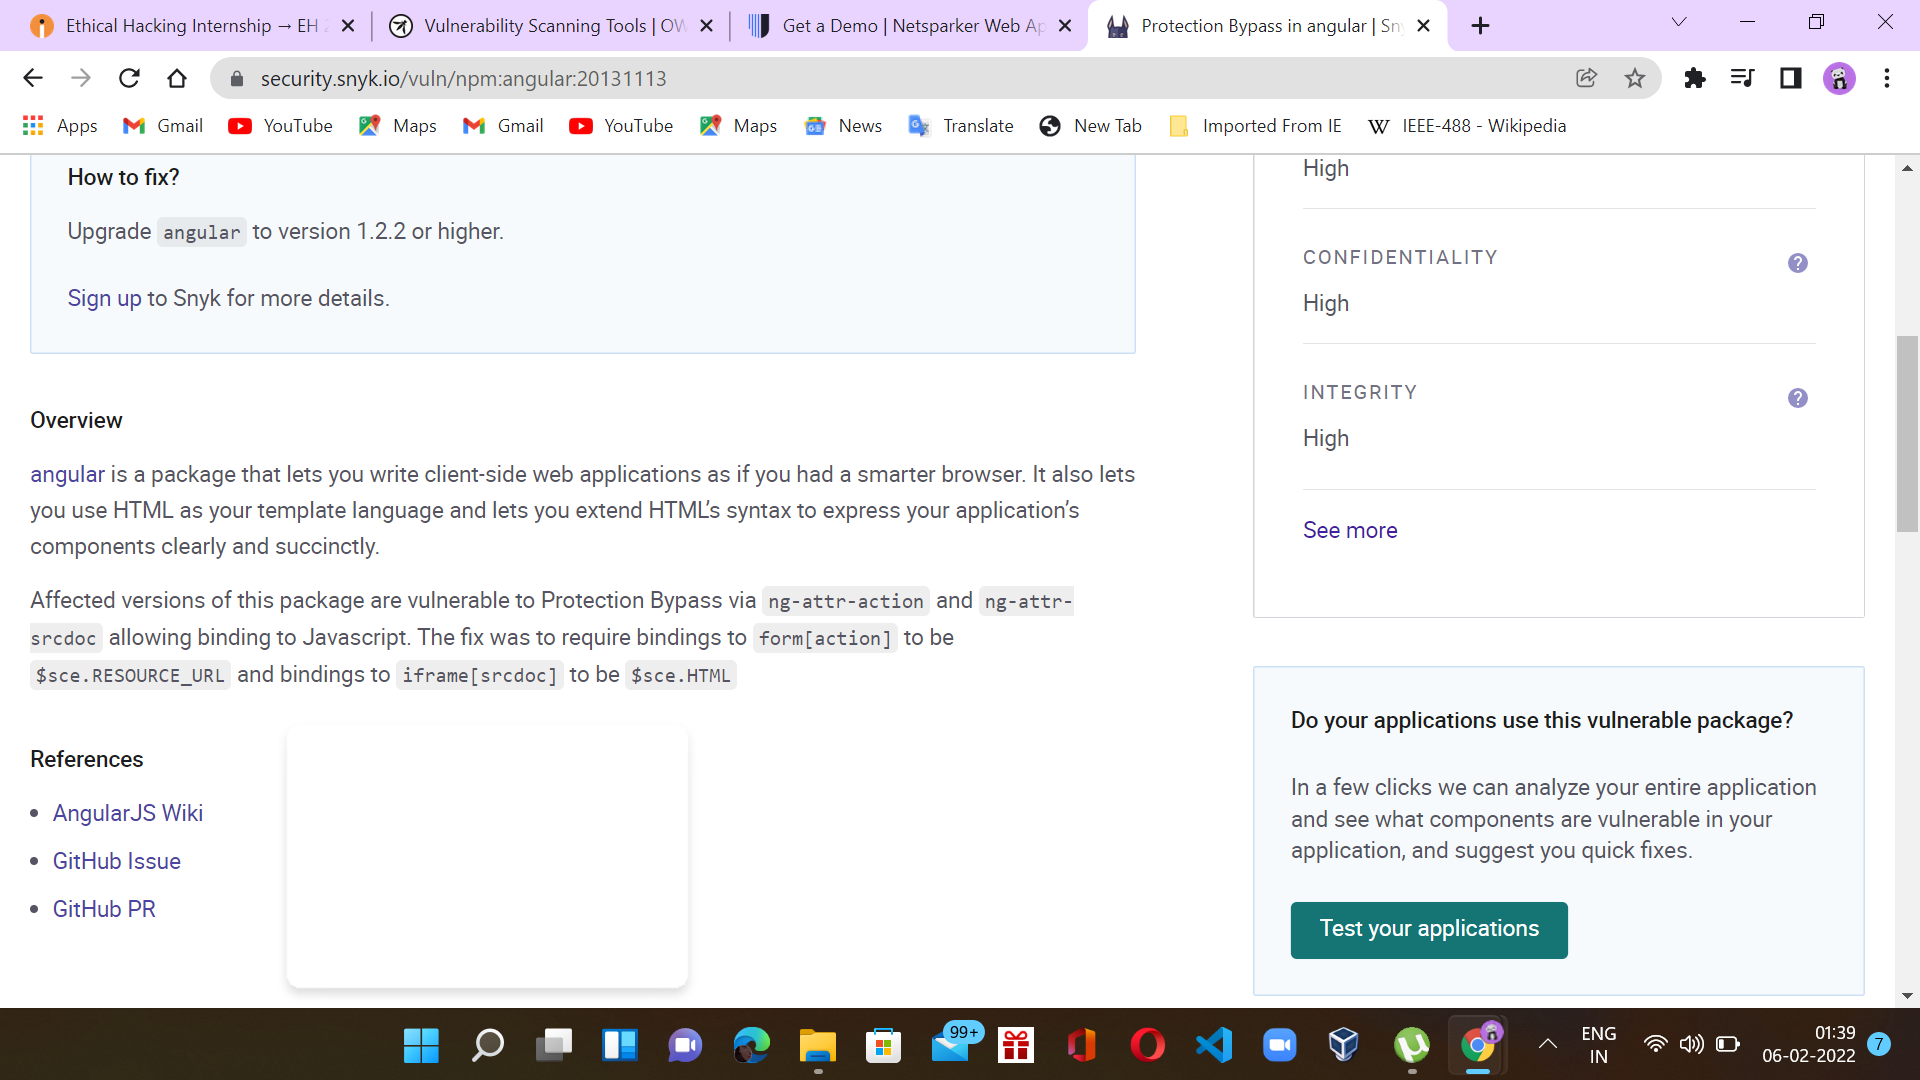 Ethical Hacking Internship → EH
Vulnerability Scanning Tools | OW
Get a Demo | Netsparker Web Ap
Protection Bypass in angular | Sny
security.snyk.io/vuln/npm:angular:20131113
Apps
Gmail
YouTube
Maps
Gmail
YouTube
Maps
News
Translate
New Tab
Imported From IE
IEEE-488 - Wikipedia
How to fix?
Upgrade angular to version 1.2.2 or higher.
Sign up to Snyk for more details.
Overview
angular is a package that lets you write client-side web applications as if you had a smarter browser. It also lets
you use HTML as your template language and lets you extend HTML’s syntax to express your application’s
components clearly and succinctly.
Affected versions of this package are vulnerable to Protection Bypass via ng-attr-action and ng-attr-
srcdoc allowing binding to Javascript. The fix was to require bindings to form[action] to be
$sce.RESOURCE_URL and bindings to iframe[srcdoc] to be $sce.HTML
References
AngularJS Wiki
GitHub Issue
GitHub PR
High
CONFIDENTIALITY
High
INTEGRITY
High
See more
Do your applications use this vulnerable package?
In a few clicks we can analyze your entire application
and see what components are vulnerable in your
application, and suggest you quick fixes.
Test your applications
99+
ENG
IN
01:39
06-02-2022
7